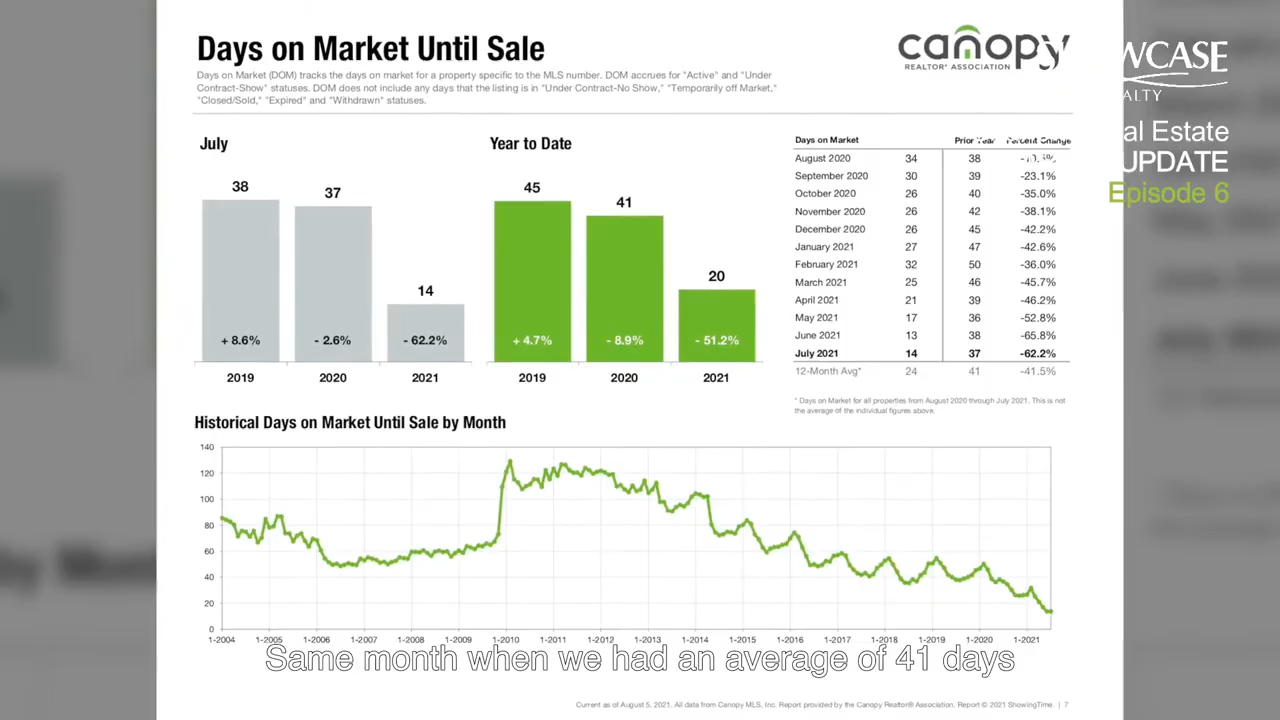 Days on Market Until Sale
Days on Market (DOM) tracks the days on market for a property specific to the MLS number. DOM accrues for "Active" and "Under
Contract-Show" statuses. DOM does not include any days that the listing is in "Under Contract-No Show," "Temporarily off Market,"
"Closed/Sold," "Expired" and "Withdrawn" statuses.
canopy
REALTOR® ASSOCIATION
WCASE
ALTY
al Estate
UPDATE
Episode 6
July
38
37
14
+ 8.6%
- 2.6%
- 62.2%
2019
2020
2021
Year to Date
45
41
20
+ 4.7%
- 8.9%
- 51.2%
2019
2020
2021
Days on Market Prior Year Percent Change
August 2020 34 38
September 2020 30 39 -23.1%
October 2020 26 40 -35.0%
November 2020 26 42 -38.1%
December 2020 26 45 -42.2%
January 2021 27 47 -42.6%
February 2021 32 50 -36.0%
March 2021 25 46 -45.7%
April 2021 21 39 -46.2%
May 2021 17 36 -52.8%
June 2021 13 38 -65.8%
July 2021 14 37 -62.2%
12-Month Avg* 24 41 -41.5%
* Days on Market for all properties from August 2020 through July 2021. This is not
the average of the individual figures above.
Historical Days on Market Until Sale by Month
140
120
100
80
60
40
20
0
1-2004 1-2005 1-2006 1-2007 1-2008 1-2009 1-2010 1-2011 1-2012 1-2013 1-2014 1-2015 1-2016 1-2017 1-2018 1-2019 1-2020 1-2021
Same month when we had an average of 41 days
Current as of August 5, 2021. All data from Canopy MLS, Inc. Report provided by the Canopy Realtor® Association. Report © 2021 ShowingTime. | 7